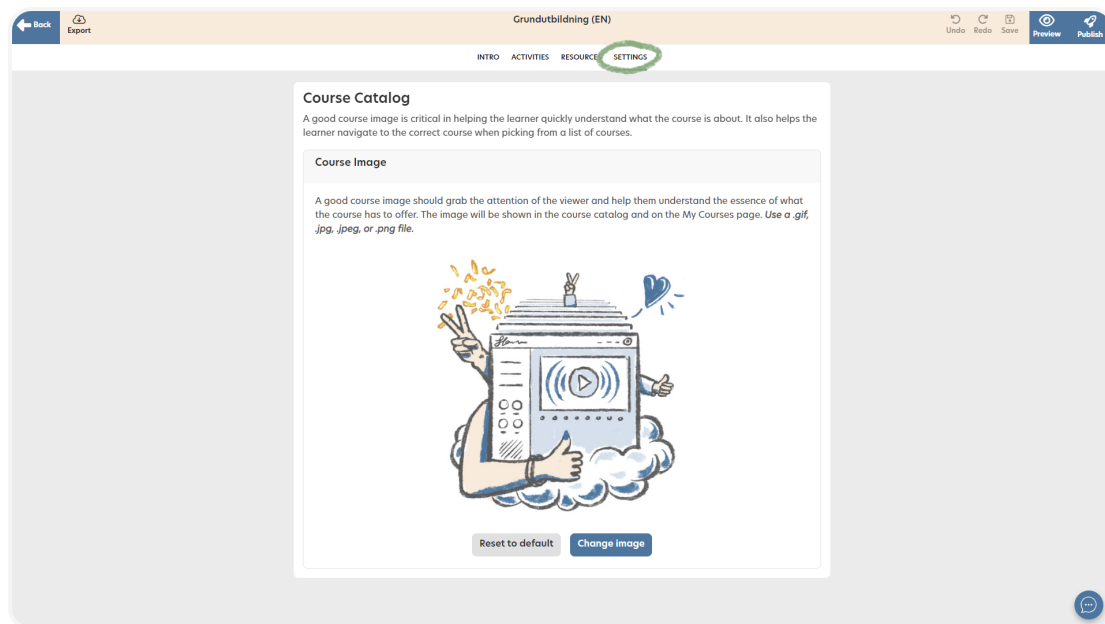 Back
Export
Grundutbildning (EN)
Undo Redo Save
Preview
Publish
INTRO ACTIVITIES RESOURCE SETTINGS
Course Catalog
A good course image is critical in helping the learner quickly understand what the course is about. It also helps the
learner navigate to the correct course when picking from a list of courses.
Course Image
A good course image should grab the attention of the viewer and help them understand the essence of what
the course has to offer. The image will be shown in the course catalog and on the My Courses page. Use a .gif,
.jpg, .jpeg, or .png file.
Reset to default
Change image